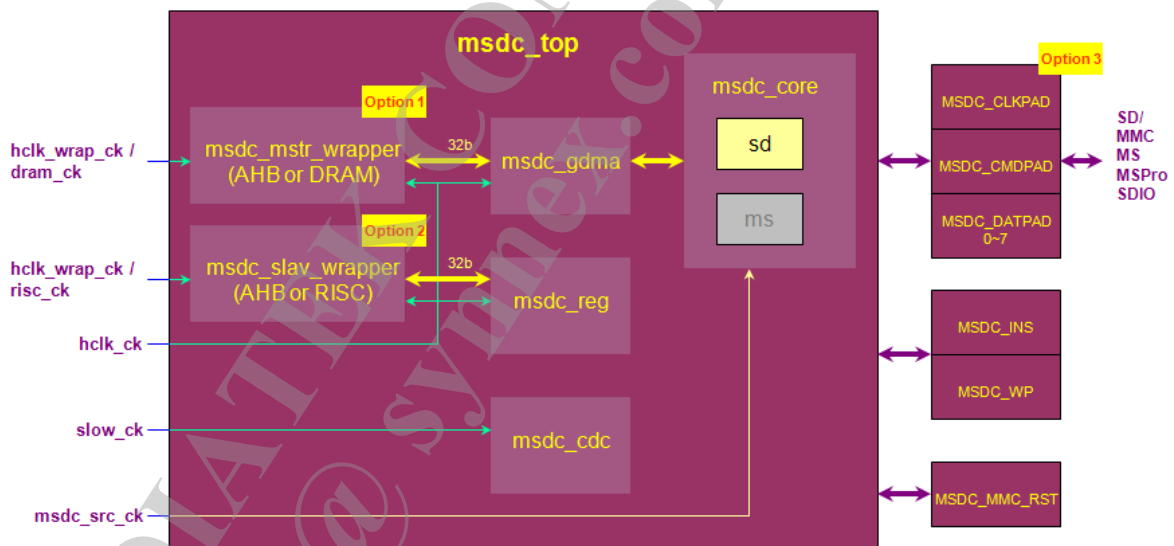 msdc_top
Option 1
msdc_mstr_wrapper
(AHB or DRAM)
hclk_wrap_ck /
dram_ck
32b
msdc_gdma
msdc_core
sd
ms
Option 2
msdc_slav_wrapper
(AHB or RISC)
hclk_wrap_ck /
risc_ck
32b
msdc_reg
hclk_ck
slow_ck
msdc_cdc
msdc_src_ck
Option 3
MSDC_CLKPAD
MSDC_CMDPAD
MSDC_DATPAD
0~7
SD/
MMC
MS
MSPro
SDIO
MSDC_INS
MSDC_WP
MSDC_MMC_RST